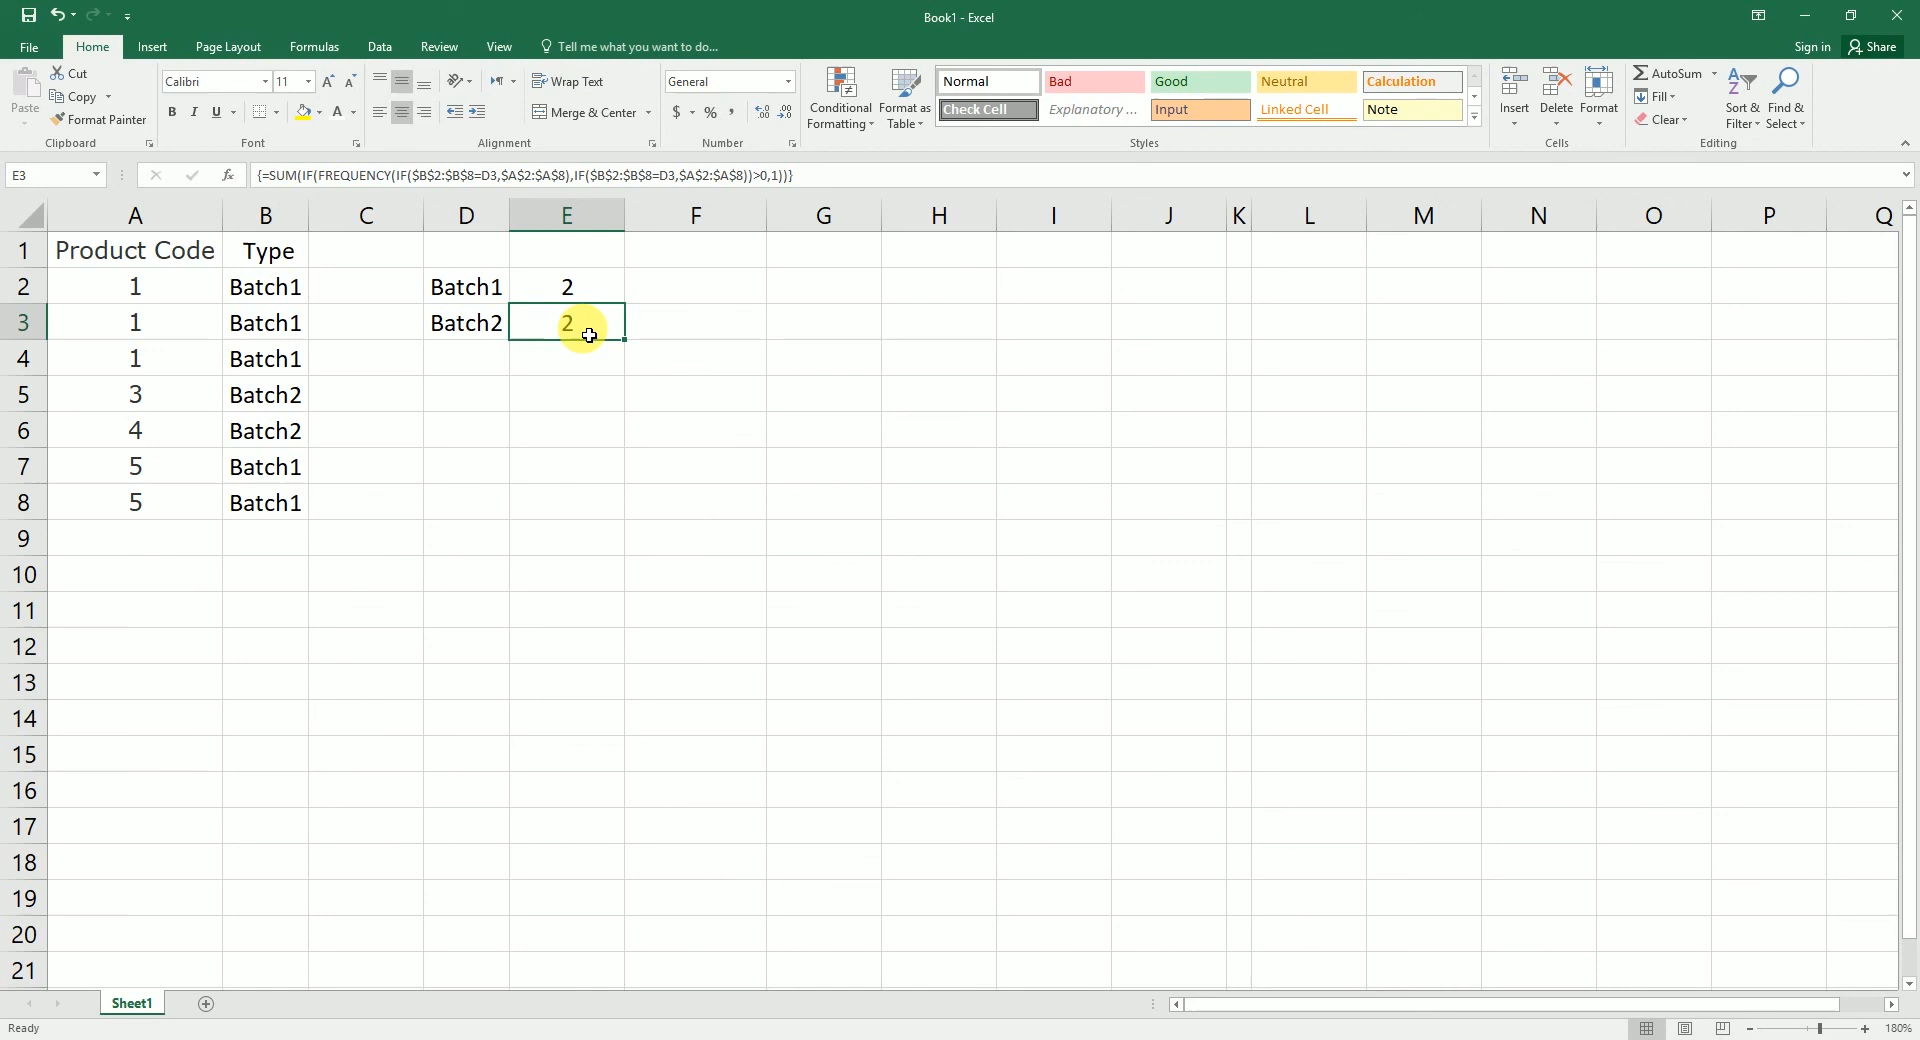 Book1 - Excel
File Home Insert Page Layout Formulas Data Review View Tell me what you want to do... Sign in Share
Paste Cut Copy Format Painter Clipboard
Calibri 11 B I U A Font
Wrap Text Merge & Center Alignment
General $ % , Number
Conditional Formatting Format as Table
Normal Bad Good Neutral Calculation
Check Cell Explanatory ... Input Linked Cell Note
Styles
Insert Delete Format Cells
AutoSum Fill Clear Sort & Filter Find & Select Editing
E3 fx {=SUM(IF(FREQUENCY(IF($B$2:$B$8=D3,$A$2:$A$8),IF($B$2:$B$8=D3,$A$2:$A$8))>0,1))}
A B C D E F G H I J K L M N O P Q
1 Product Code Type
2 1 Batch1 Batch1 2
3 1 Batch1 Batch2 2
4 1 Batch1
5 3 Batch2
6 4 Batch2
7 5 Batch1
8 5 Batch1
9
10
11
12
13
14
15
16
17
18
19
20
21
Sheet1
Ready 180%